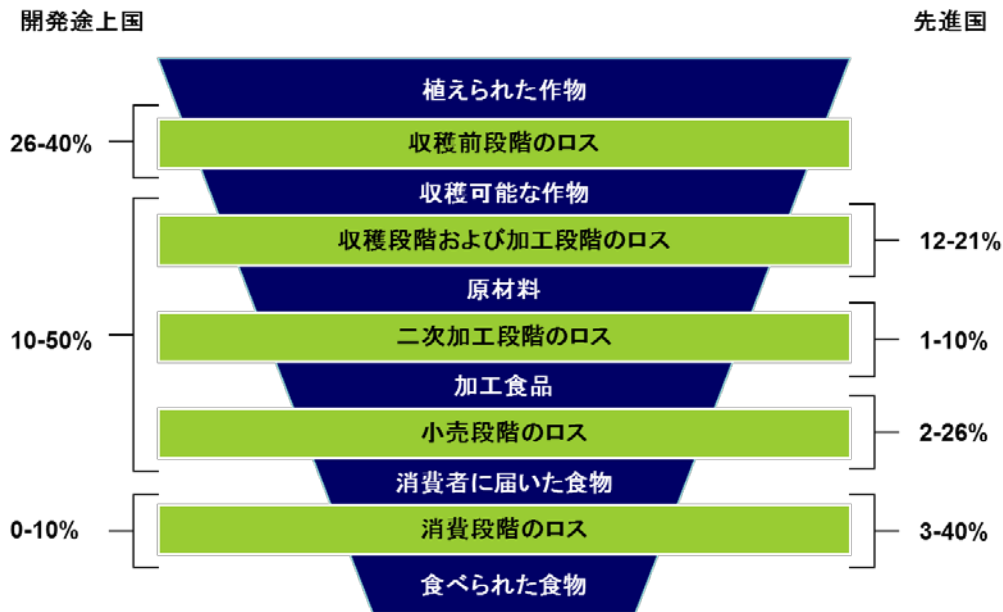 開発途上国
先進国
植えられた作物
26-40%
収穫前段階のロス
収穫可能な作物
収穫段階および加工段階のロス
12-21%
原材料
10-50%
二次加工段階のロス
1-10%
加工食品
小売段階のロス
2-26%
消費者に届いた食物
0-10%
消費段階のロス
3-40%
食べられた食物